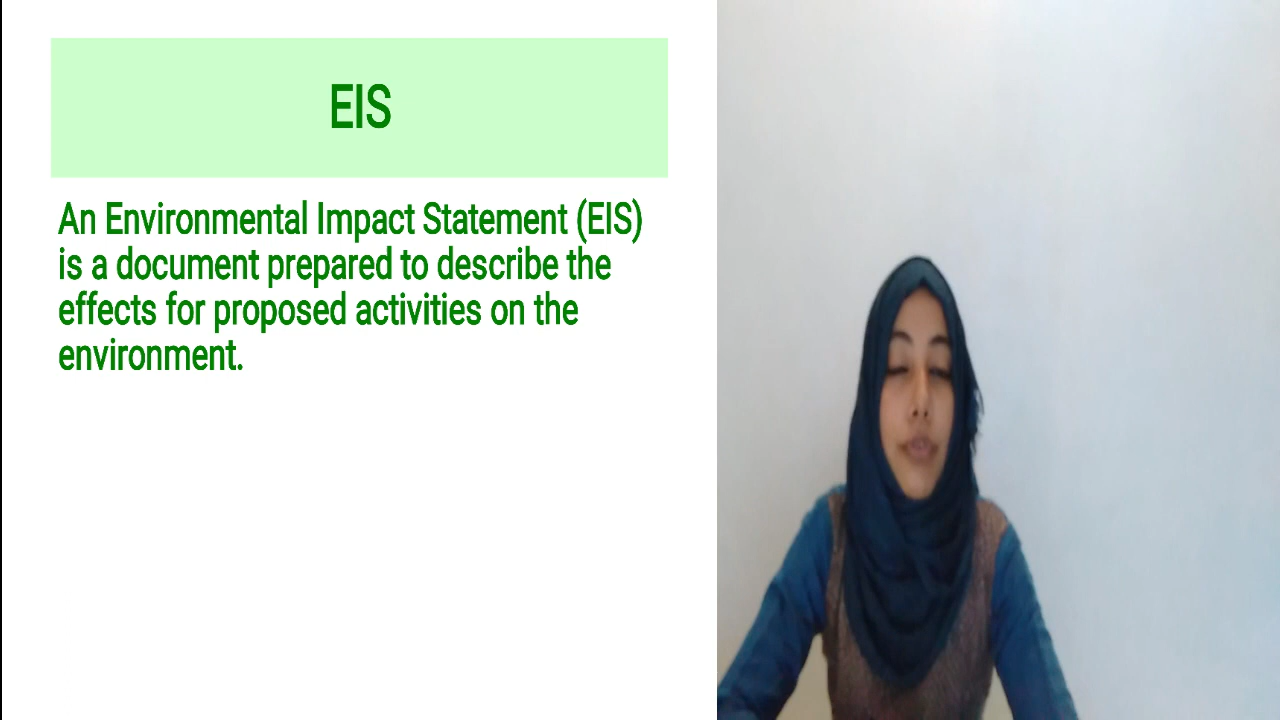 EIS
An Environmental Impact Statement (EIS)
is a document prepared to describe the
effects for proposed activities on the
environment.